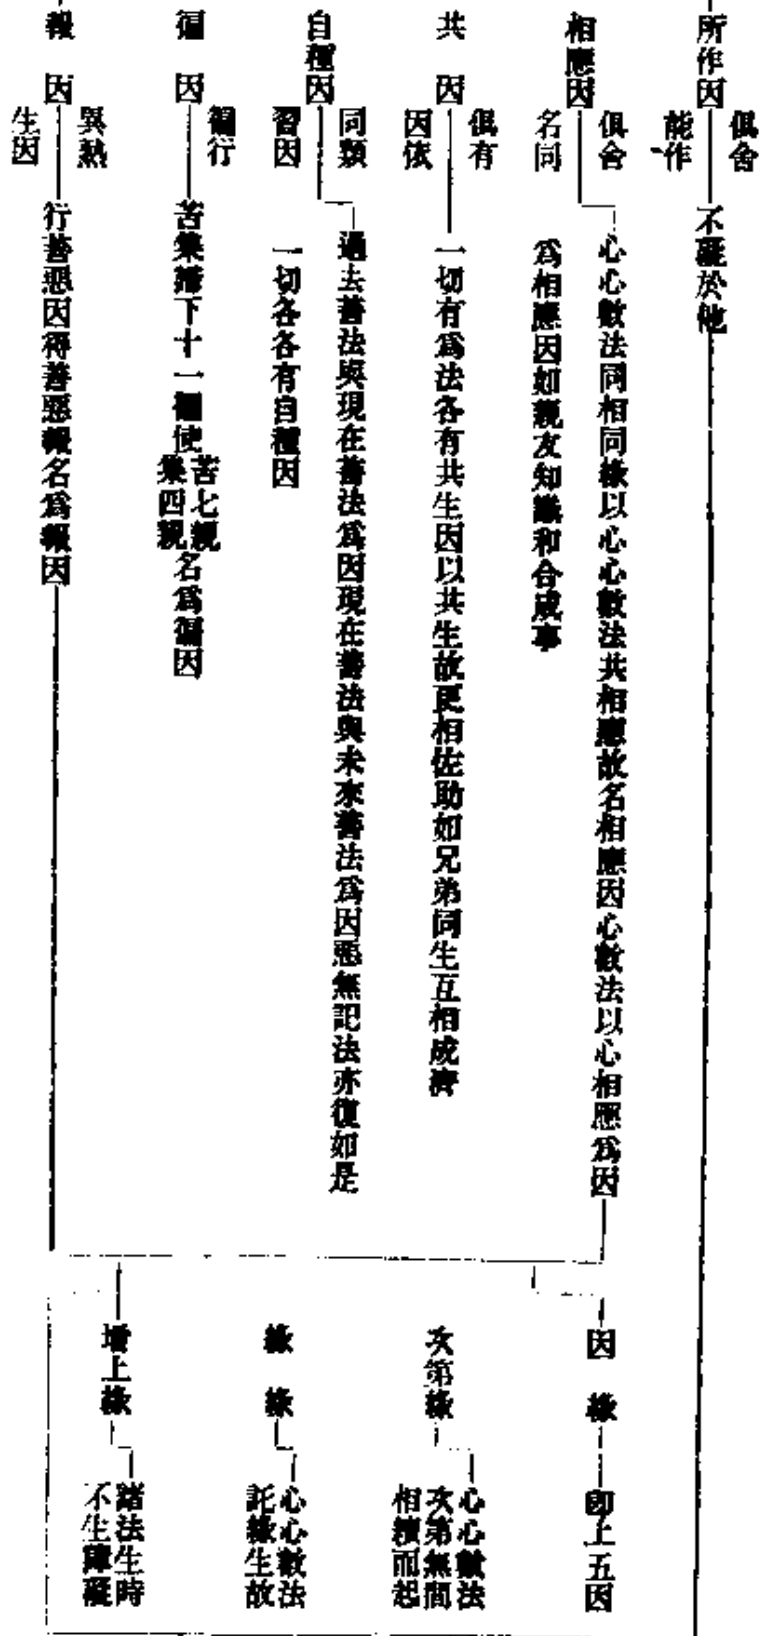 所作因
俱舍
能作
不礙於他
相應因
俱舍
名同
心心數法同相同緣以心心數法共相應故名相應因心數法以心相應爲因
爲相應因如親友知識和合成事
共因
俱有
因依
一切有爲法各有共生因以共生故更相佐助如兄弟同生互相成濟
自種因
同類
習因
過去善法與現在善法爲因現在善法與未來善法爲因惡無記法亦復如是
一切各各有自種因
徧因
徧行
苦集諦下十一徧使
苦七親
集四親
名爲徧因
報因
異熟
生因
行善惡因得善惡報名爲報因
因緣
卽上五因
次第緣
心心數法
次第無間
相續而起
緣緣
心心數法
託緣生故
增上緣
諸法生時
不生障礙